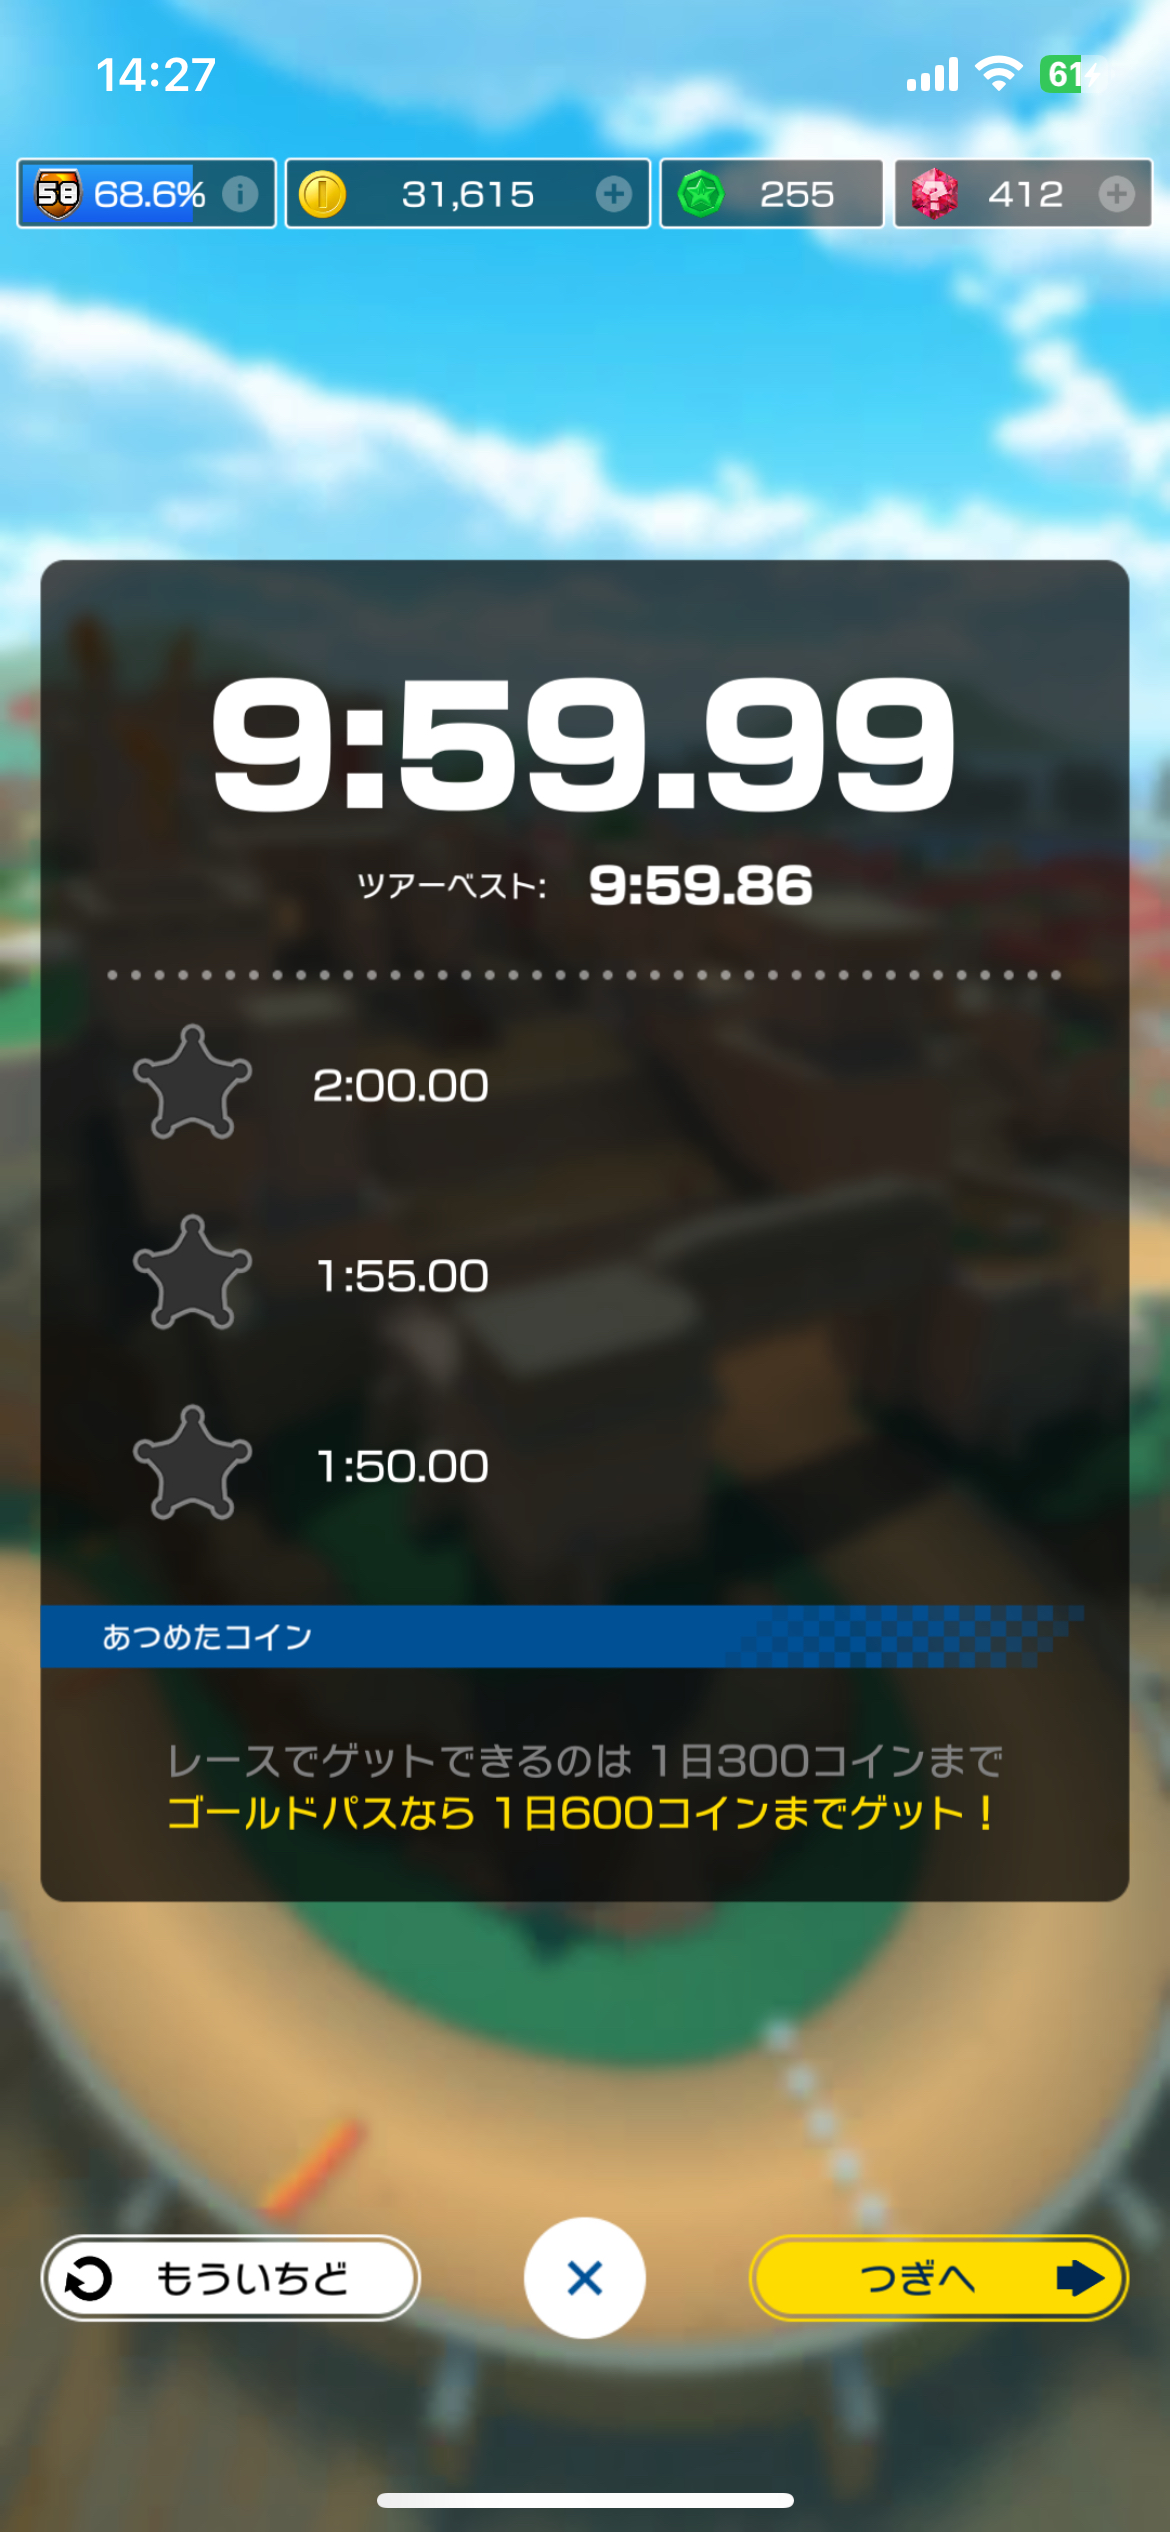 14:27
61
58 68.6% i 31,615 255 412
9:59.99
ツアーベスト: 9:59.86
2:00.00
1:55.00
1:50.00
あつめたコイン
レースでゲットできるのは 1日300コインまで
ゴールドパスなら 1日600コインまでゲット！
もういちど
つぎへ